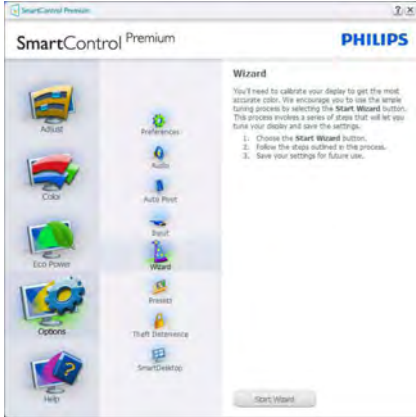 SmartControl Premium
SmartControl Premium
PHILIPS
Adjust
Color
Eco Power
Options
Help
Preferences
Audio
Auto Pivot
Input
Wizard
Presets
Theft Deterrence
SmartDesktop
Wizard
You'll need to calibrate your display to get the most
accurate color. We encourage you to use the simple
tuning process by selecting the Start Wizard button.
This process involves a series of steps that will let you
tune your display and save the settings.
1. Choose the Start Wizard button.
2. Follow the steps outlined in the process.
3. Save your settings for future use.
Start Wizard